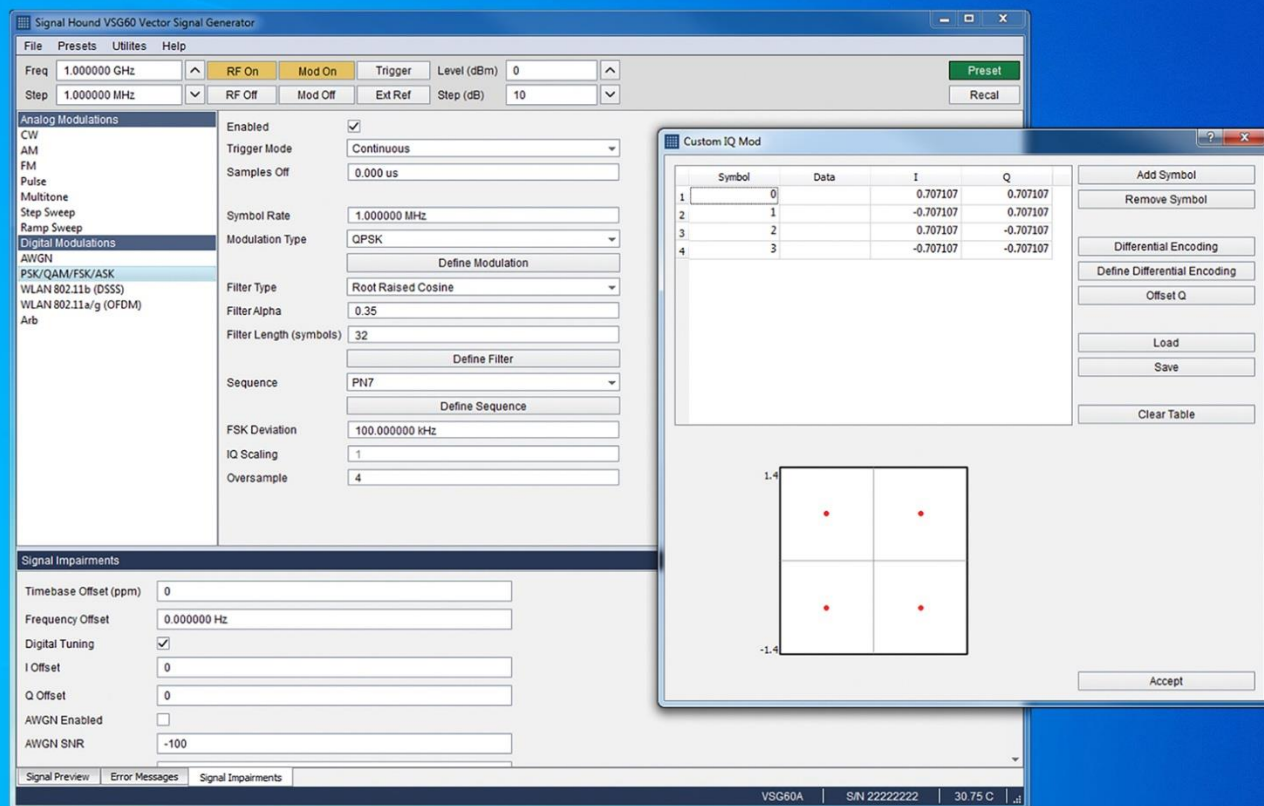 Signal Hound VSG60 Vector Signal Generator
File Presets Utilites Help
Freq 1.000000 GHz RF On Mod On Trigger Level (dBm) 0 Preset
Step 1.000000 MHz RF Off Mod Off Ext Ref Step (dB) 10 Recal
Analog Modulations
CW
AM
FM
Pulse
Multitone
Step Sweep
Ramp Sweep
Digital Modulations
AWGN
PSK/QAM/FSK/ASK
WLAN 802.11b (DSSS)
WLAN 802.11a/g (OFDM)
Arb
Enabled
Trigger Mode Continuous
Samples Off 0.000 us
Symbol Rate 1.000000 MHz
Modulation Type QPSK
Define Modulation
Filter Type Root Raised Cosine
Filter Alpha 0.35
Filter Length (symbols) 32
Define Filter
Sequence PN7
Define Sequence
FSK Deviation 100.000000 kHz
IQ Scaling 1
Oversample 4
Custom IQ Mod ? X
Symbol Data I Q
1 0 0.707107 0.707107
2 1 -0.707107 0.707107
3 2 0.707107 -0.707107
4 3 -0.707107 -0.707107
Add Symbol
Remove Symbol
Differential Encoding
Define Differential Encoding
Offset Q
Load
Save
Clear Table
1.4
-1.4
Accept
Signal Impairments
Timebase Offset (ppm) 0
Frequency Offset 0.000000 Hz
Digital Tuning
I Offset 0
Q Offset 0
AWGN Enabled
AWGN SNR -100
Signal Preview Error Messages Signal Impairments
VSG60A S/N 22222222 30.75 C